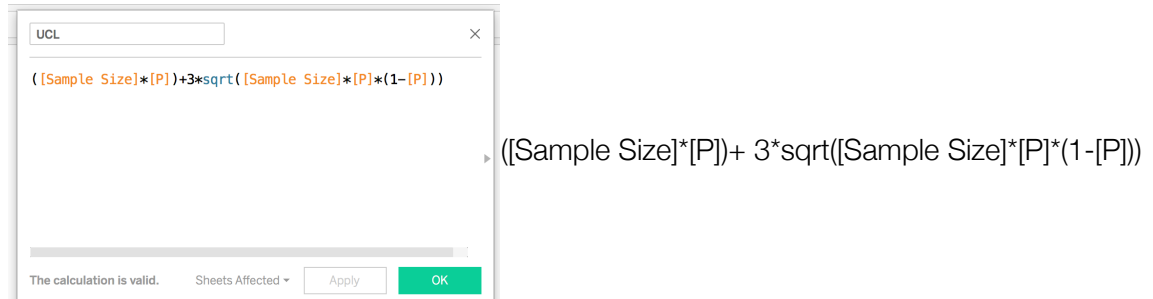 UCL
([Sample Size]*[P])+3*sqrt([Sample Size]*[P]*(1-[P]))
([Sample Size]*[P])+ 3*sqrt([Sample Size]*[P]*(1-[P]))
The calculation is valid. Sheets Affected Apply OK